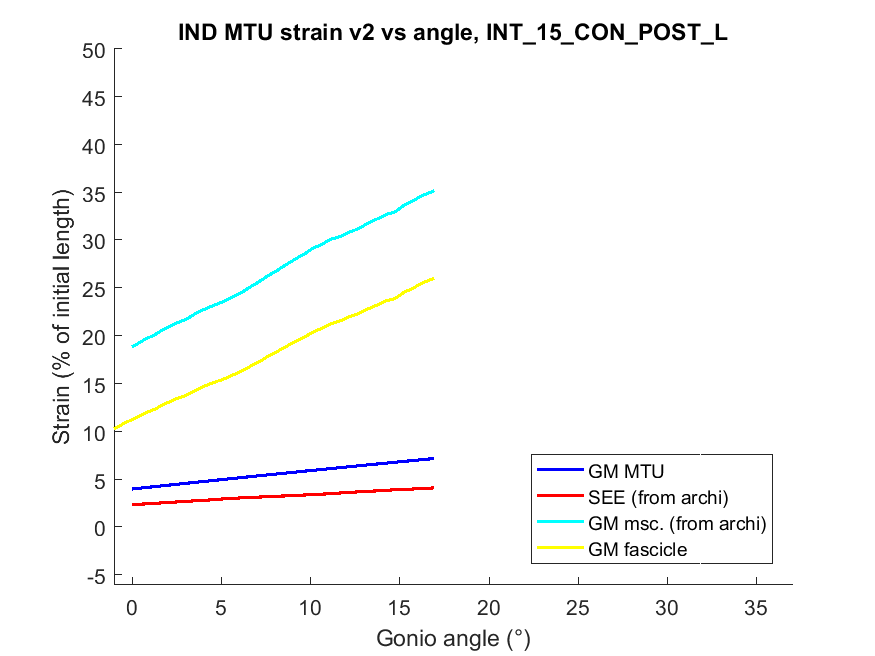 IND MTU strain v2 vs angle, INT_15_CON_POST_L
50
45
40
35
30
25
20
15
10
5
0
-5
Strain (% of initial length)
0 5 10 15 20 25 30 35
Gonio angle (°)
GM MTU
SEE (from archi)
GM msc. (from archi)
GM fascicle